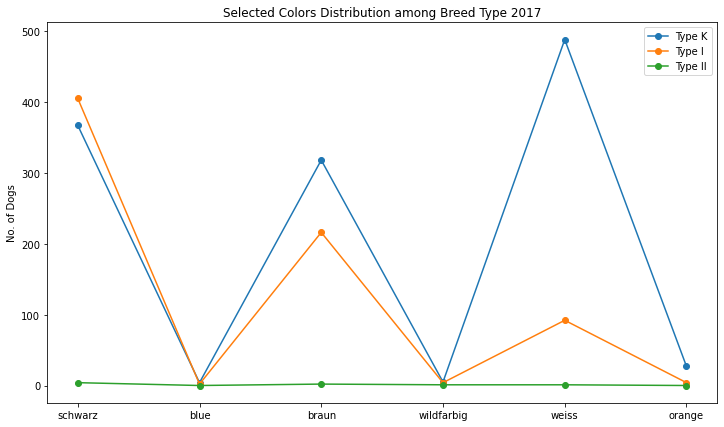 Selected Colors Distribution among Breed Type 2017
Type K
Type I
Type II
No. of Dogs
500
400
300
200
100
0
schwarz blue braun wildfarbig weiss orange